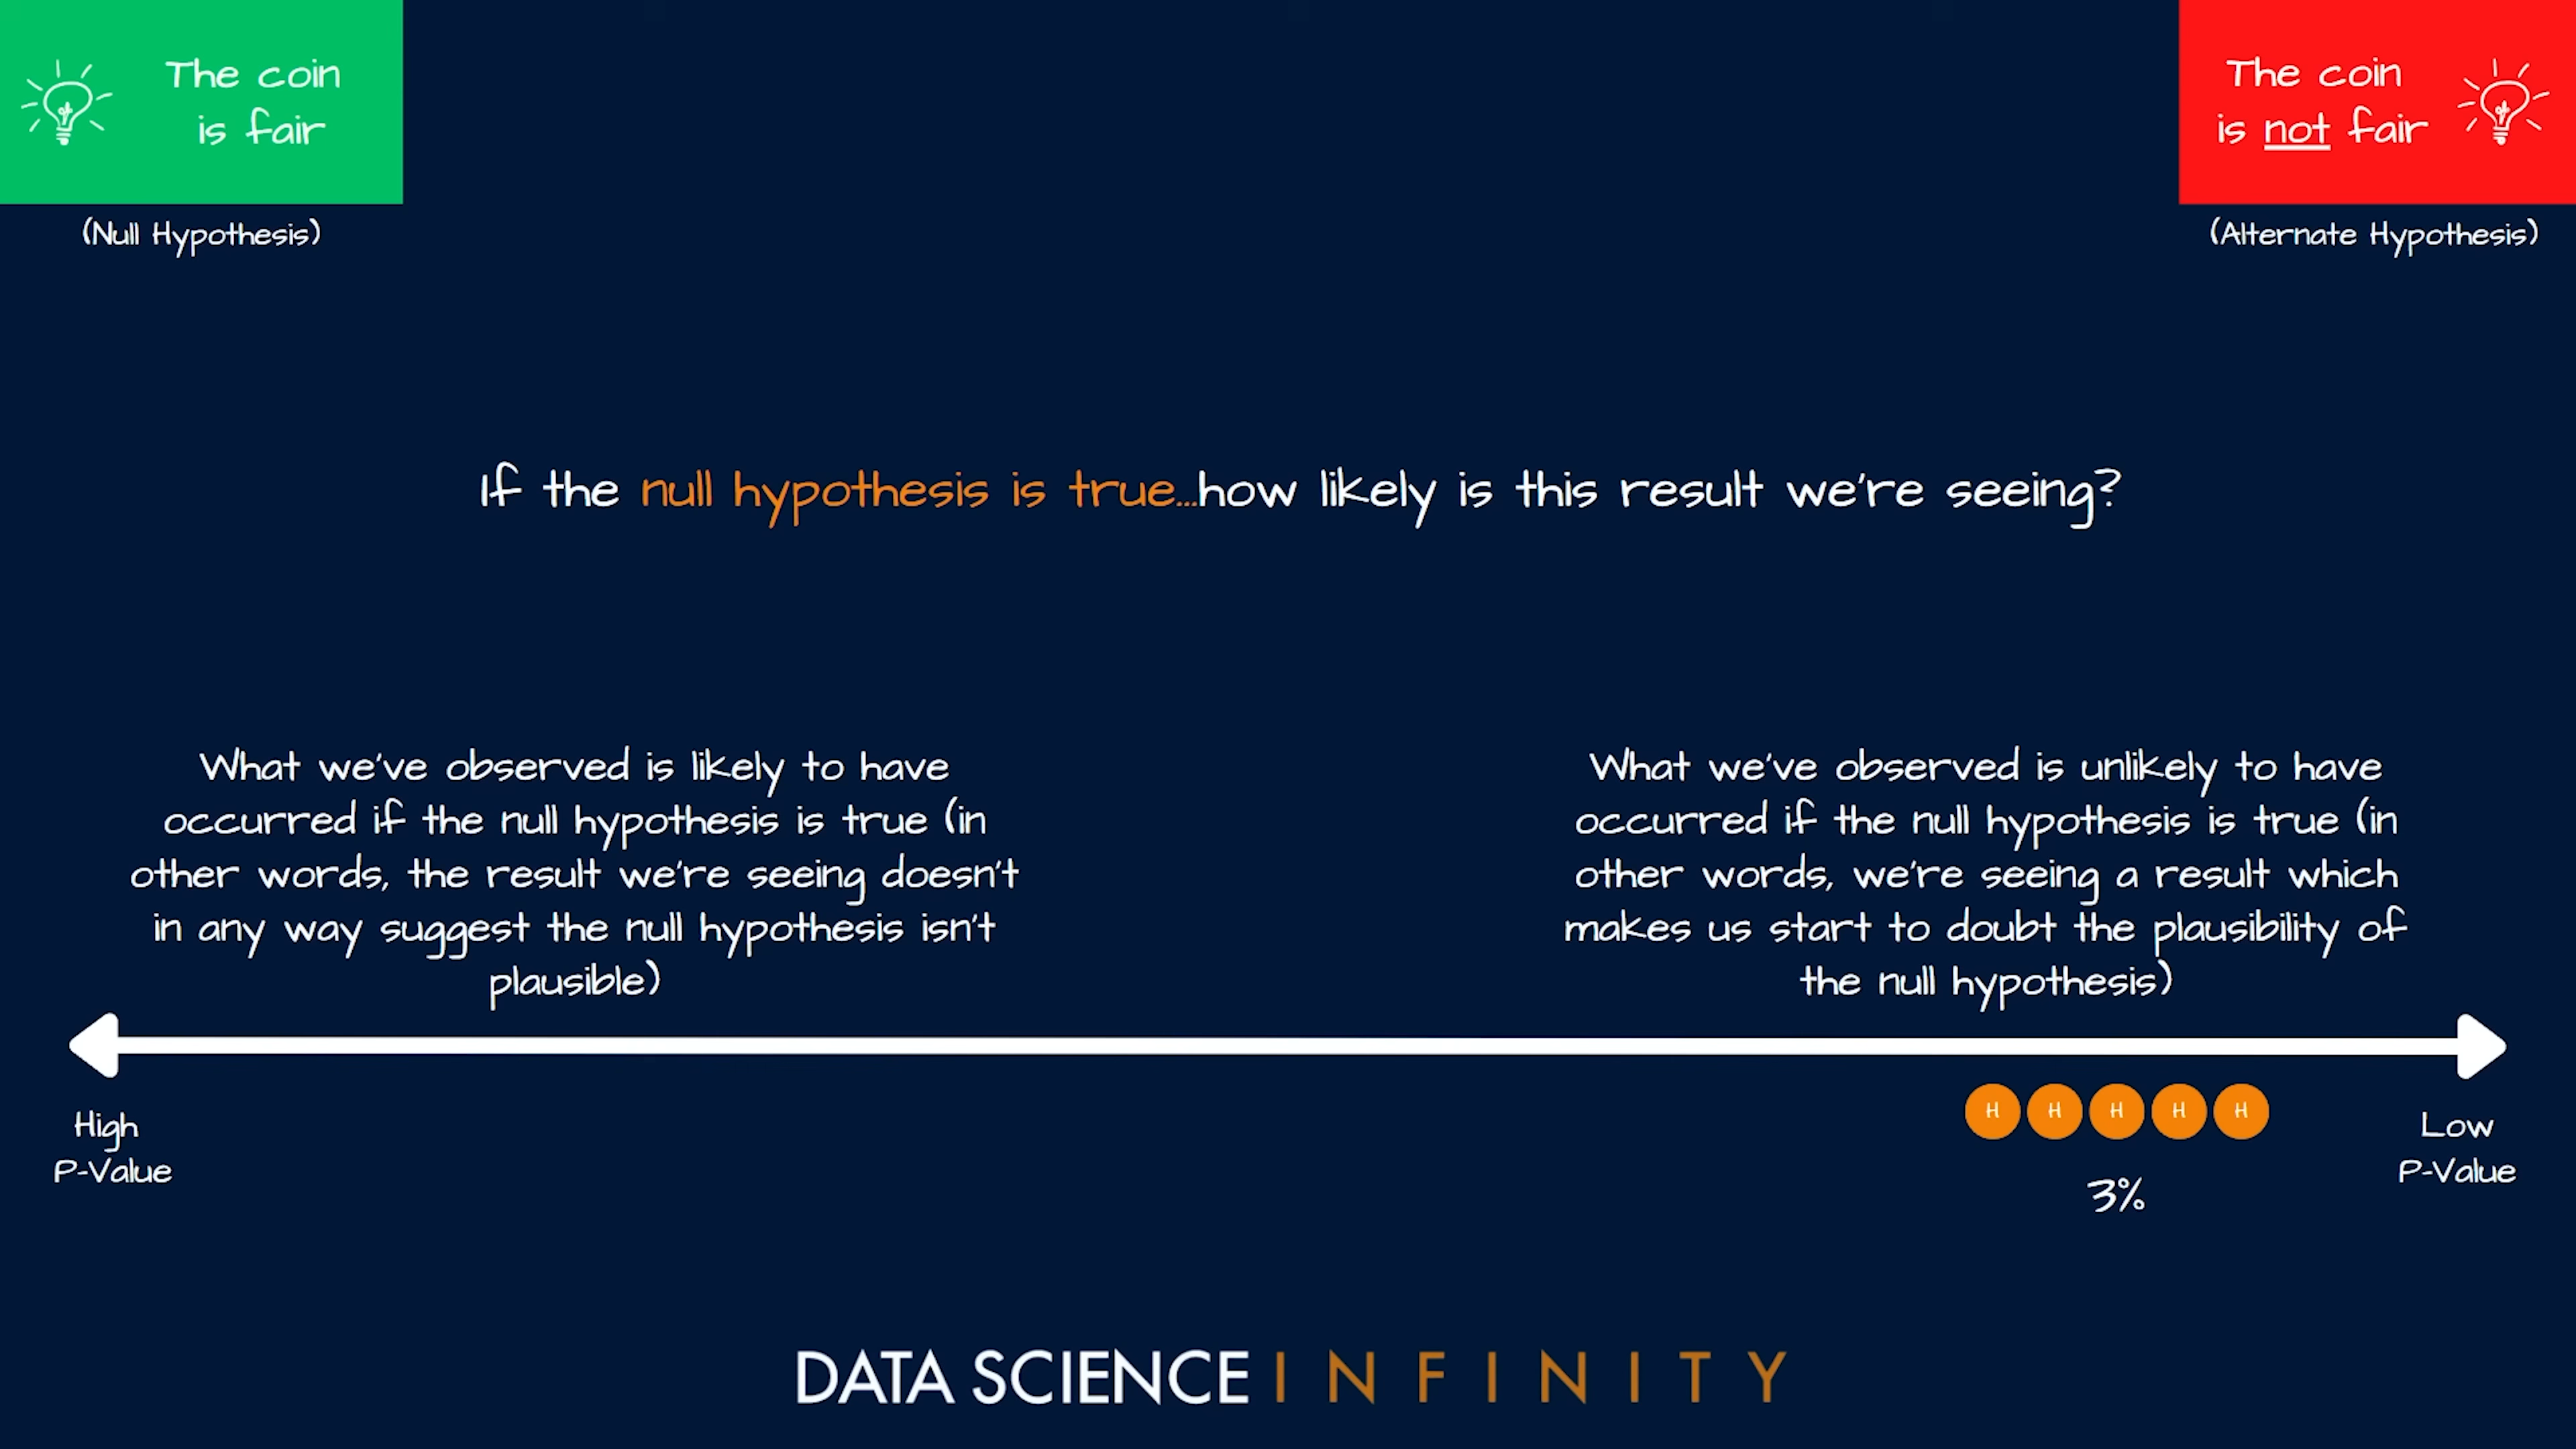 The coin
is fair
(Null Hypothesis)
The coin
is not fair
(Alternate Hypothesis)
If the null hypothesis is true...how likely is this result we're seeing?
What we've observed is likely to have
occurred if the null hypothesis is true (in
other words, the result we're seeing doesn't
in any way suggest the null hypothesis isn't
plausible)
What we've observed is unlikely to have
occurred if the null hypothesis is true (in
other words, we're seeing a result which
makes us start to doubt the plausibility of
the null hypothesis)
High
P-Value
H H H H H
3%
Low
P-Value
DATA SCIENCE INFINITY